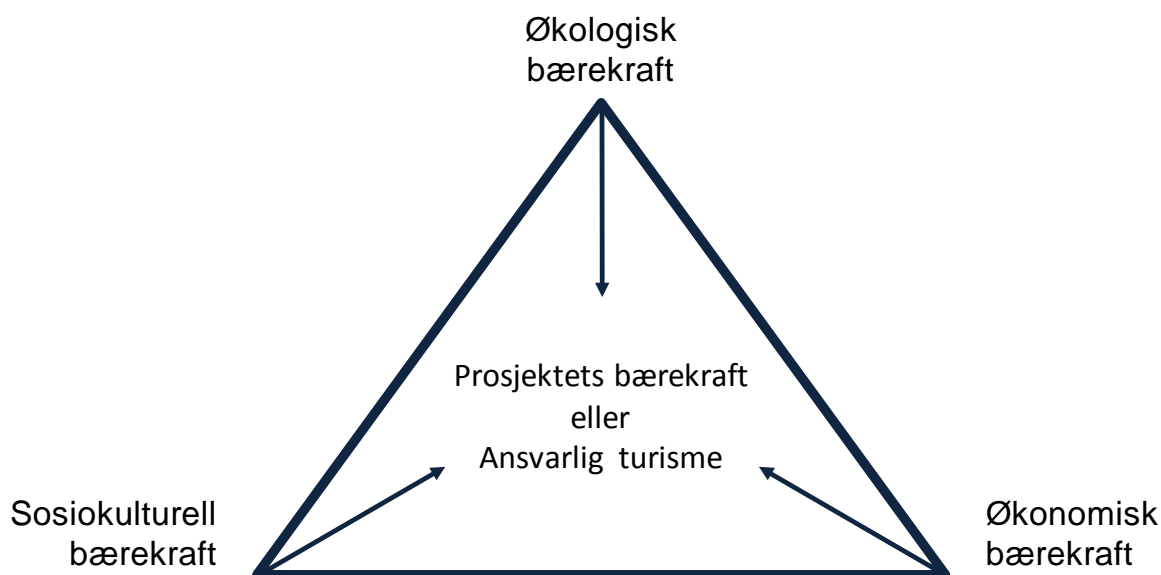 Økologisk
bærekraft
Prosjektets bærekraft
eller
Ansvarlig turisme
Sosiokulturell
bærekraft
Økonomisk
bærekraft